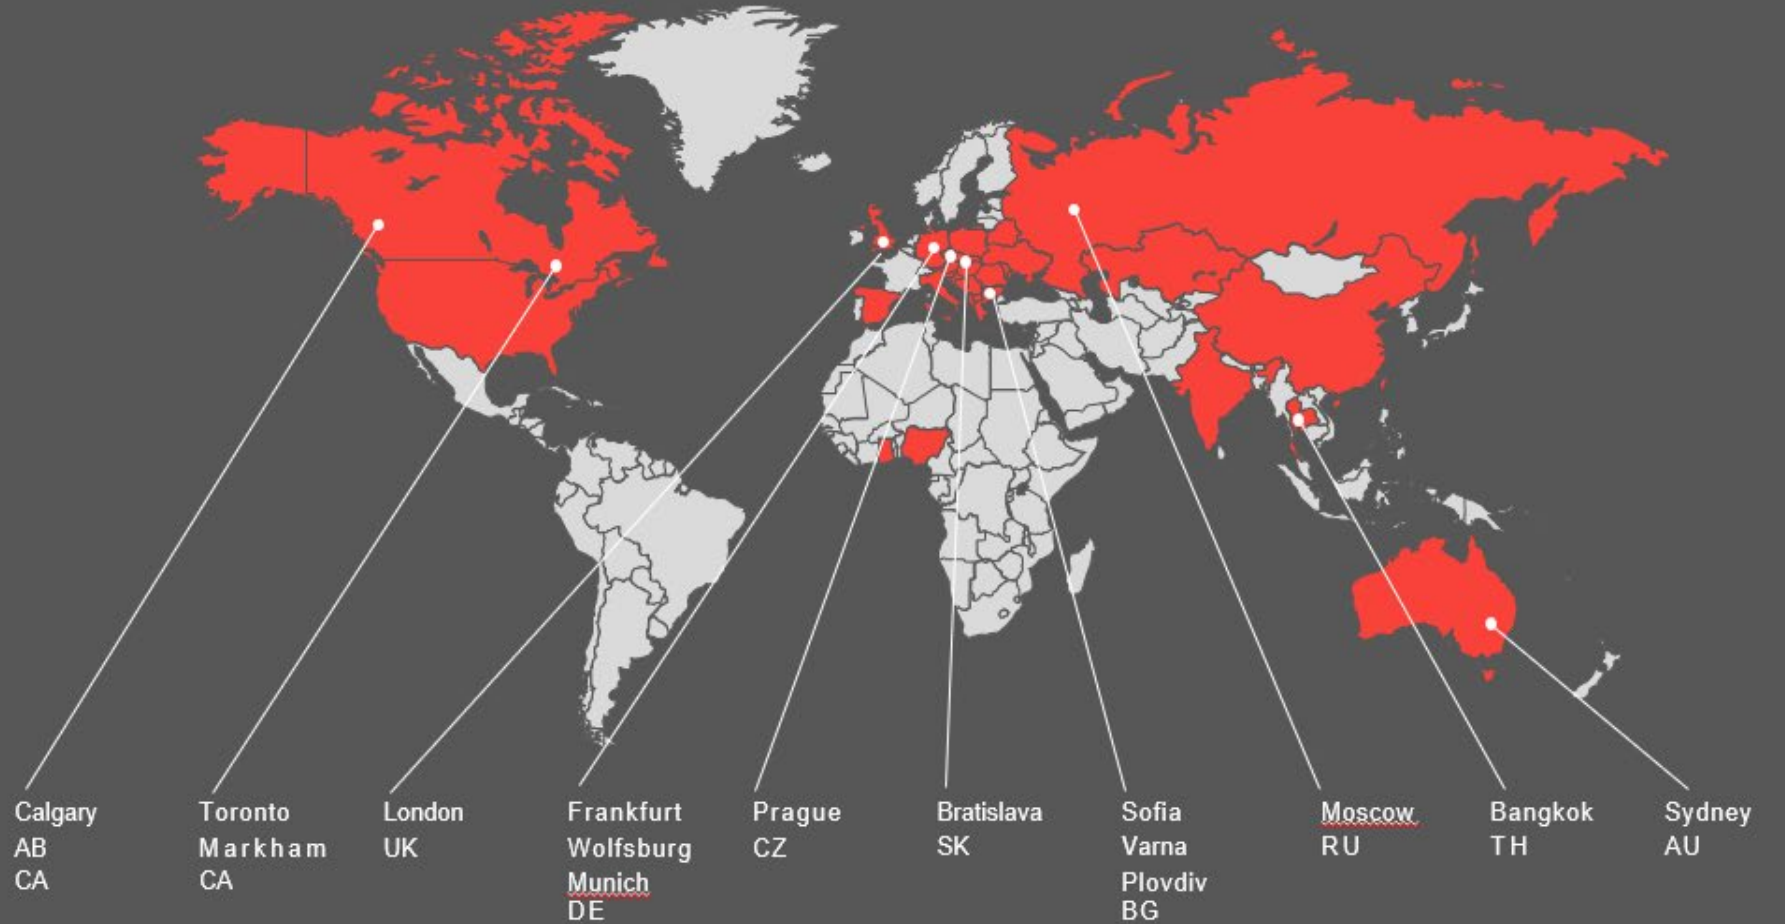 Calgary
AB
CA
Toronto
Markham
CA
London
UK
Frankfurt
Wolfsburg
Munich
DE
Prague
CZ
Bratislava
SK
Sofia
Varna
Plovdiv
BG
Moscow
RU
Bangkok
TH
Sydney
AU